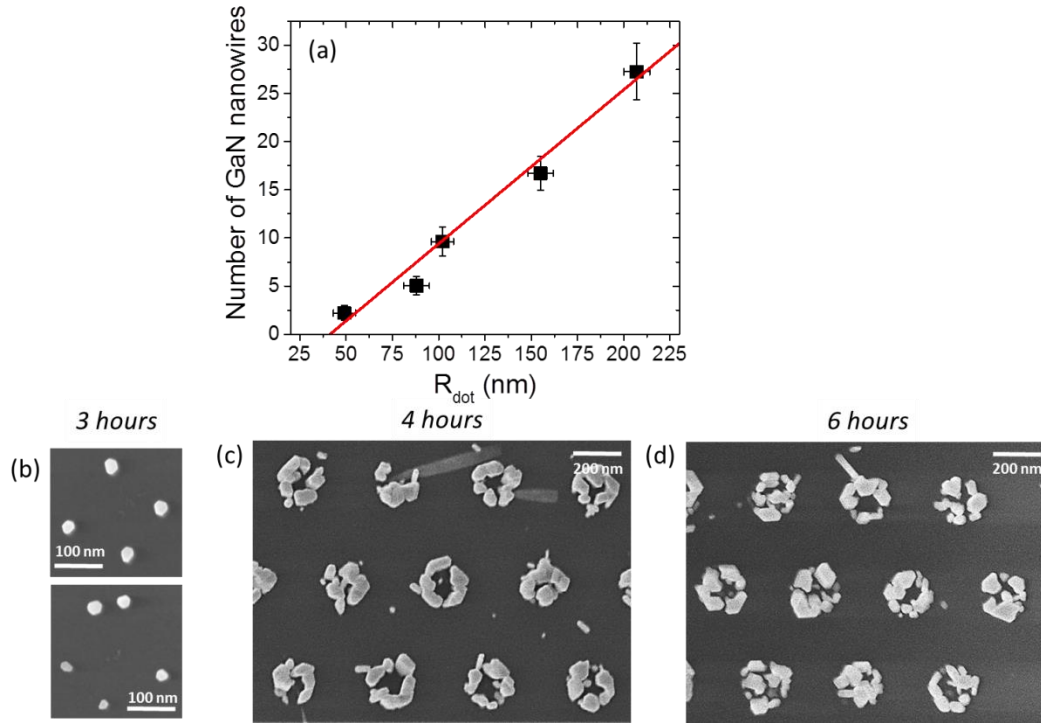 (a)
Number of GaN nanowires
30
25
20
15
10
5
0
25 50 75 100 125 150 175 200 225
R_dot (nm)
3 hours
4 hours
6 hours
(b)
100 nm
100 nm
(c)
200 nm
(d)
200 nm